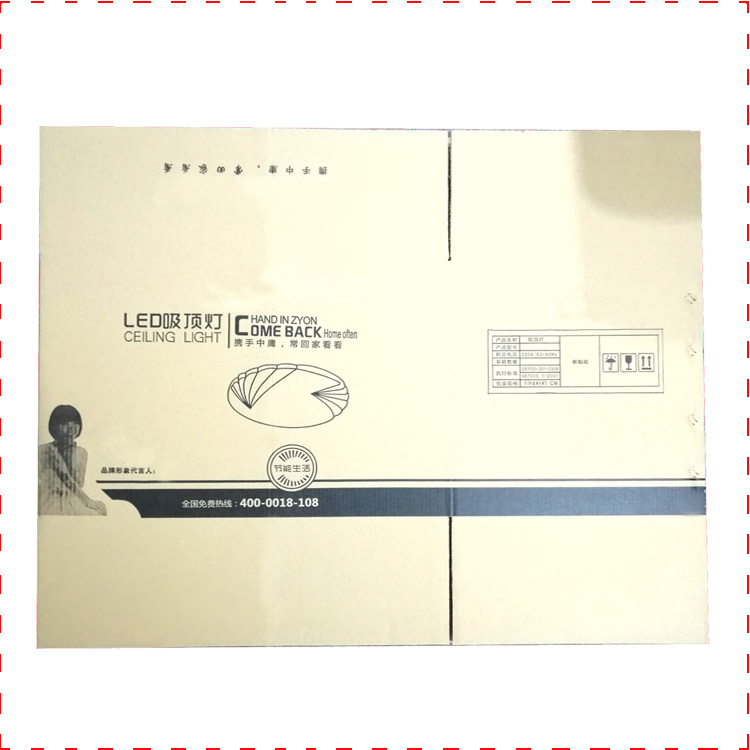 携手中庸，常回家看看
LED吸顶灯
CEILING LIGHT
HAND IN ZYON
COME BACK Home often
携手中庸，常回家看看
产品名称 吸顶灯
产品型号
额定电压
执行标准
包装规格
节能生活
品牌形象代言人：
全国免费热线：400-0018-108